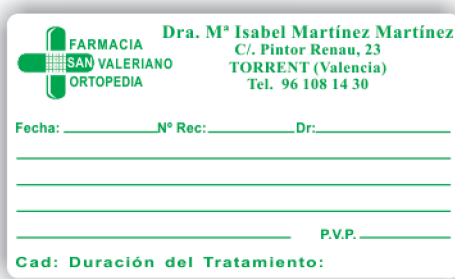 FARMACIA
SAN VALERIANO
ORTOPEDIA
Dra. Mª Isabel Martínez Martínez
C/. Pintor Renau, 23
TORRENT (Valencia)
Tel. 96 108 14 30
Fecha: Nº Rec: Dr:
P.V.P.
Cad: Duración del Tratamiento: